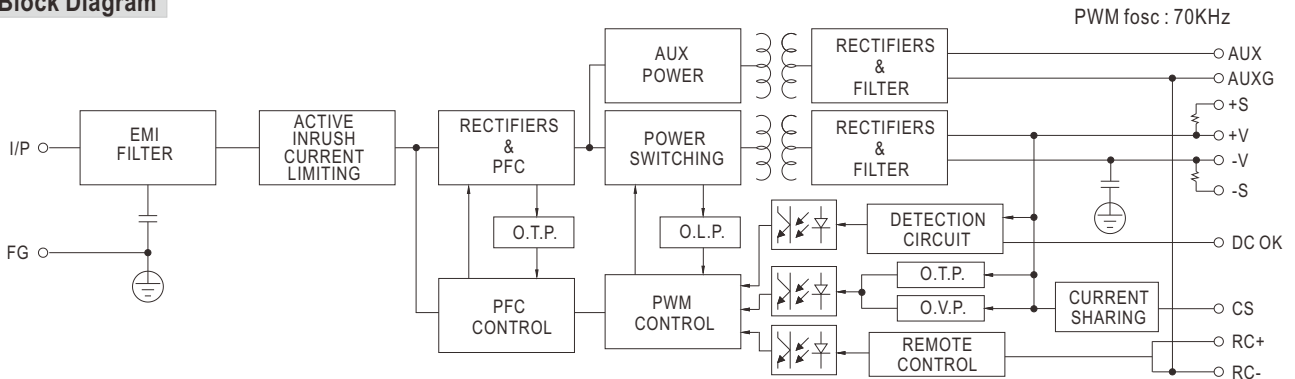 Block Diagram
PWM fosc : 70KHz
AUX
POWER
RECTIFIERS
&
FILTER
AUX
AUXG
+S
I/P
EMI
FILTER
ACTIVE
INRUSH
CURRENT
LIMITING
RECTIFIERS
&
PFC
POWER
SWITCHING
RECTIFIERS
&
FILTER
+V
-V
-S
O.T.P.
O.L.P.
DETECTION
CIRCUIT
DC OK
FG
PFC
CONTROL
PWM
CONTROL
O.T.P.
O.V.P.
CURRENT
SHARING
CS
REMOTE
CONTROL
RC+
RC-